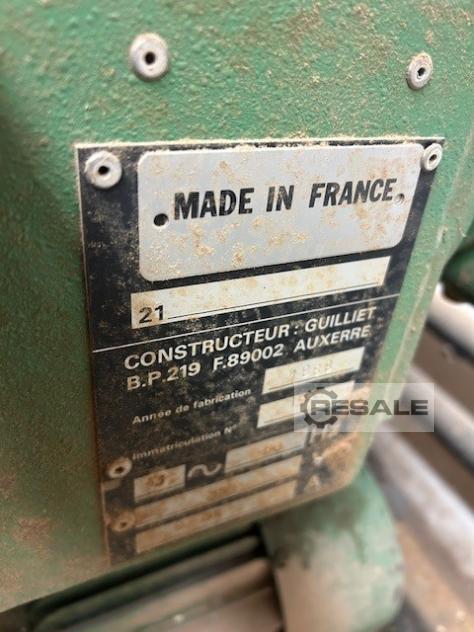 MADE IN FRANCE
21
CONSTRUCTEUR: GUILLIET
B.P.219 F.89002 AUXERRE
Année de fabrication
RESALE
Immatriculation N°
~
A